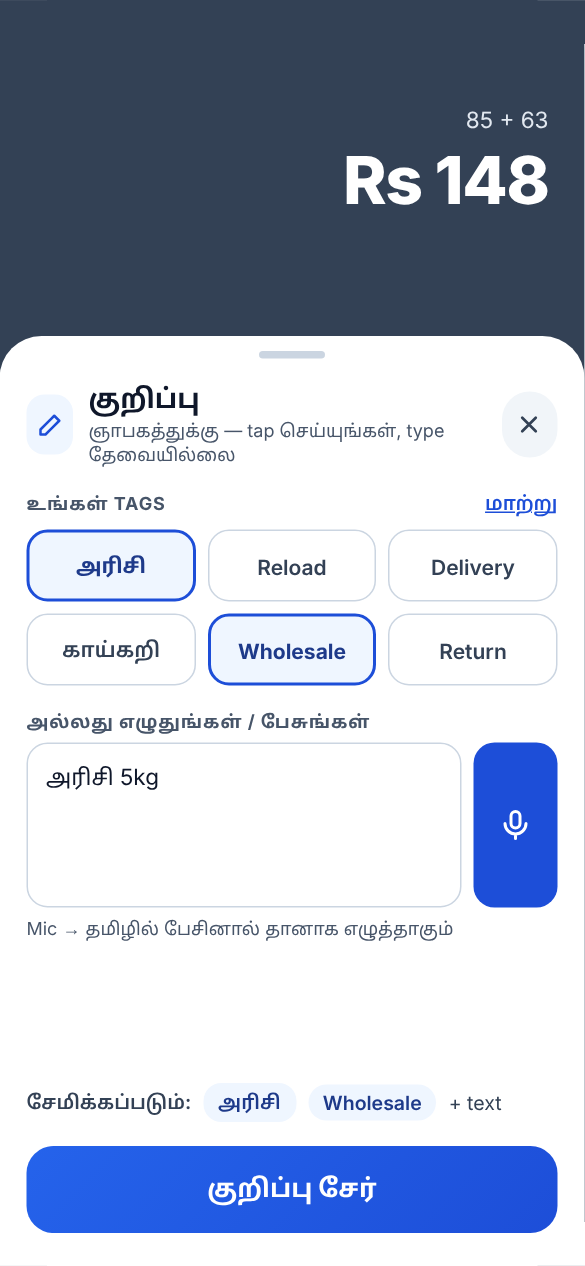 85 + 63
Rs 148
குறிப்பு
ஞாபகத்துக்கு — tap செய்யுங்கள், type
தேவையில்லை
உங்கள் TAGS
மாற்று
அரிசி
Reload
Delivery
காய்கறி
Wholesale
Return
அல்லது எழுதுங்கள் / பேசுங்கள்
அரிசி 5kg
Mic → தமிழில் பேசினால் தானாக எழுத்தாகும்
சேமிக்கப்படும்: அரிசி Wholesale + text
குறிப்பு சேர்